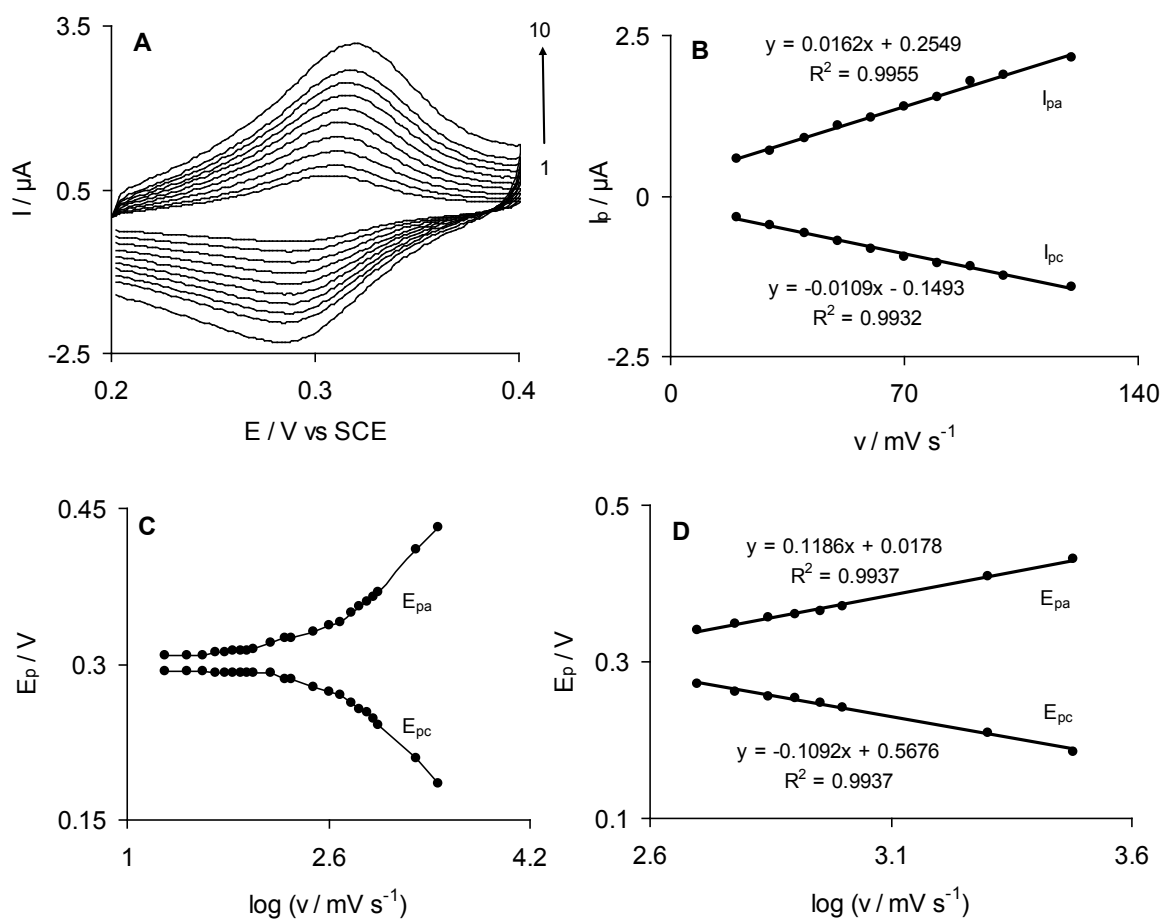 A
3.5
0.5
-2.5
I / µA
0.2
0.3
0.4
E / V vs SCE
10
1
B
2.5
0
-2.5
Iₚ / µA
y = 0.0162x + 0.2549
R² = 0.9955
Iₚₐ
Iₚc
y = -0.0109x - 0.1493
R² = 0.9932
0
70
140
v / mV s⁻¹
C
0.45
0.3
0.15
Eₚ / V
Eₚₐ
Eₚc
1
2.6
4.2
log (v / mV s⁻¹)
D
0.5
0.3
0.1
Eₚ / V
y = 0.1186x + 0.0178
R² = 0.9937
Eₚₐ
Eₚc
y = -0.1092x + 0.5676
R² = 0.9937
2.6
3.1
3.6
log (v / mV s⁻¹)